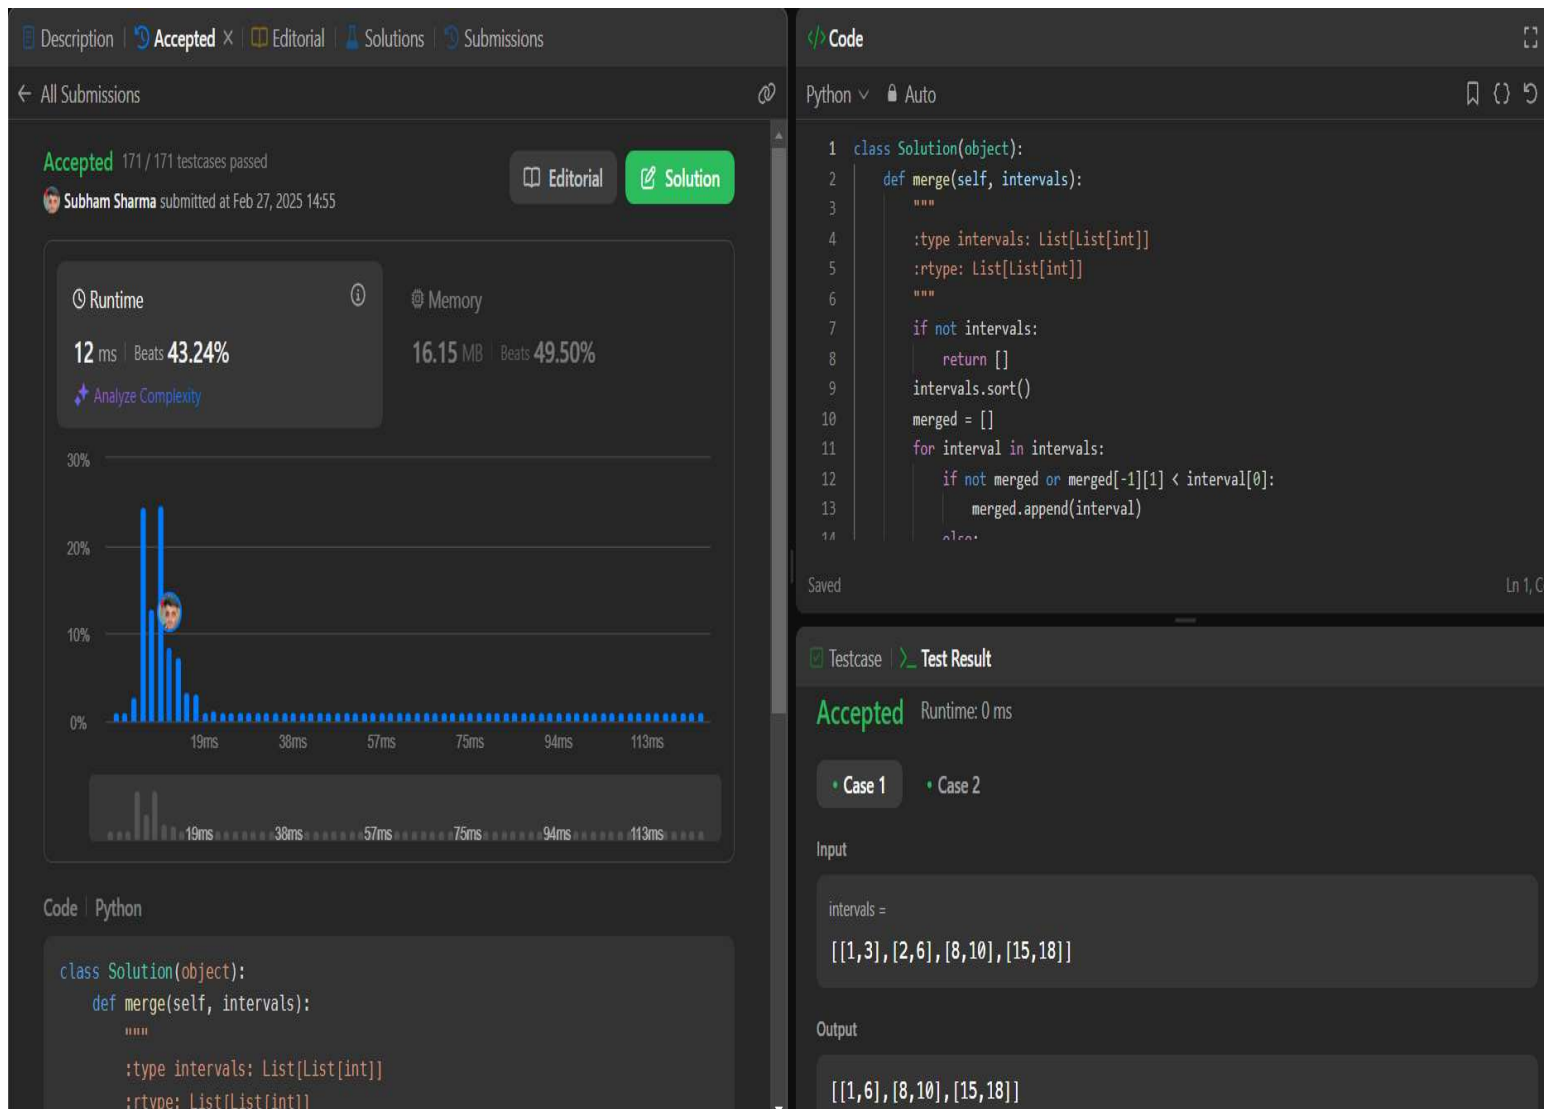 Description Accepted × Editorial Solutions Submissions
All Submissions
Accepted 171 / 171 testcases passed
Subham Sharma submitted at Feb 27, 2025 14:55
Editorial
Solution
Runtime
12 ms Beats 43.24%
Analyze Complexity
Memory
16.15 MB Beats 49.50%
30%
20%
10%
0%
19ms 38ms 57ms 75ms 94ms 113ms
19ms 38ms 57ms 75ms 94ms 113ms
Code Python
class Solution(object):
def merge(self, intervals):
"""
:type intervals: List[List[int]]
:rtype: List[List[int]]
</> Code
Python Auto
1 class Solution(object):
2 def merge(self, intervals):
3 """
4 :type intervals: List[List[int]]
5 :rtype: List[List[int]]
6 """
7 if not intervals:
8 return []
9 intervals.sort()
10 merged = []
11 for interval in intervals:
12 if not merged or merged[-1][1] < interval[0]:
13 merged.append(interval)
14 else:
Saved
Ln 1,
Testcase >_ Test Result
Accepted Runtime: 0 ms
Case 1 Case 2
Input
intervals =
[[1,3],[2,6],[8,10],[15,18]]
Output
[[1,6],[8,10],[15,18]]